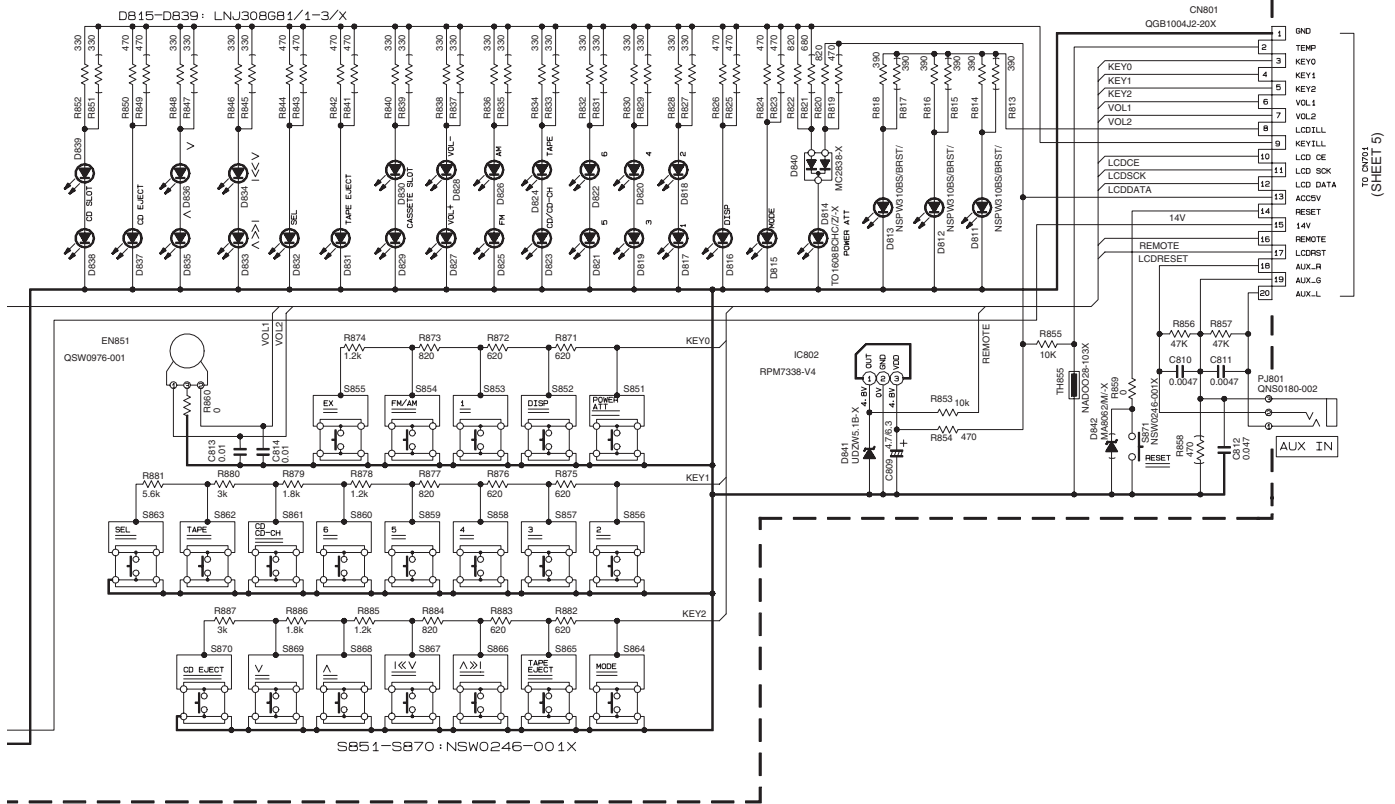 D815-D839: LNJ308G81/1-3/X
CN801
QGB1004J2-20X
330 330 470 470 330 330 330 330 470 470 470 470 330 330 330 330 330 330 330 330 330 330 330 330 330 330 470 470 470 470 820 680 820 470
390 390 390 390 390 390
R852 R851 R850 R849 R848 R847 R846 R845 R844 R843 R842 R841 R840 R839 R838 R837 R836 R835 R834 R833 R832 R831 R830 R829 R828 R827 R826 R825 R824 R823 R822 R821 R820 R819 R818 R817 R816 R815 R814 R813
1 GND
2 TEMP
3 KEY0
4 KEY1
5 KEY2
6 VOL1
7 VOL2
8 LCDILL
9 KEYILL
10 LCD CE
11 LCD SCK
12 LCD DATA
13 ACC5V
14 RESET
15 14V
16 REMOTE
17 LCDRST
18 AUX_R
19 AUX_G
20 AUX_L
TO CN701
(SHEET 5)
KEY0
KEY1
KEY2
VOL1
VOL2
LCDCE
LCDSCK
LCDDATA
14V
REMOTE
LCDRESET
D839 D836 D834 D830 D828 D826 D824 D822 D820 D818
D840
MC2838-X
CD SLOT
CD EJECT
SEL
TAPE EJECT
CASSETE SLOT
VOL-
VOL+
AM
FM
TAPE
CD/CD-CH
6
5
4
3
2
1
DISP
MODE
D838 D837 D835 D833 D832 D831 D829 D827 D825 D823 D821 D819 D817 D816 D815
D814
TO1608BCHC/Z/-X
POWER ATT
D813
NSPW310BS/BRST/
D812
NSPW310BS/BRST/
D811
NSPW310BS/BRST/
EN851
QSW0976-001
1 2 3
R860
0
VOL1
VOL2
C813
0.01
C814
0.01
R874
1.2k
R873
820
R872
620
R871
620
KEY0
S855
EX
S854
FM/AM
S853
1
S852
DISP
S851
POWER
ATT
R881
5.6k
R880
3k
R879
1.8k
R878
1.2k
R877
820
R876
620
R875
620
KEY1
S863
SEL
S862
TAPE
S861
CD
CD-CH
S860
6
S859
5
S858
4
S857
3
S856
2
R887
3k
R886
1.8k
R885
1.2k
R884
820
R883
620
R882
620
KEY2
S870
CD EJECT
S869
S868
S867
S866
S865
TAPE
EJECT
S864
MODE
S851-S870:NSW0246-001X
IC802
RPM7338-V4
OUT GND VDD
1 2 3
4.8V 0V 4.8V
D841
UDZW5.1B-X
C809
4.7/6.3
+
R853 10k
R854 470
REMOTE
R855
10K
TH855
NADOO28-103X
D842
MA8062/M/-X
R859
0
S871
NSW0246-001X
RESET
R856
47K
R857
47K
C810
0.0047
C811
0.0047
R858
470
C812
0.047
PJ801
QNS0180-002
3
2
1
AUX IN